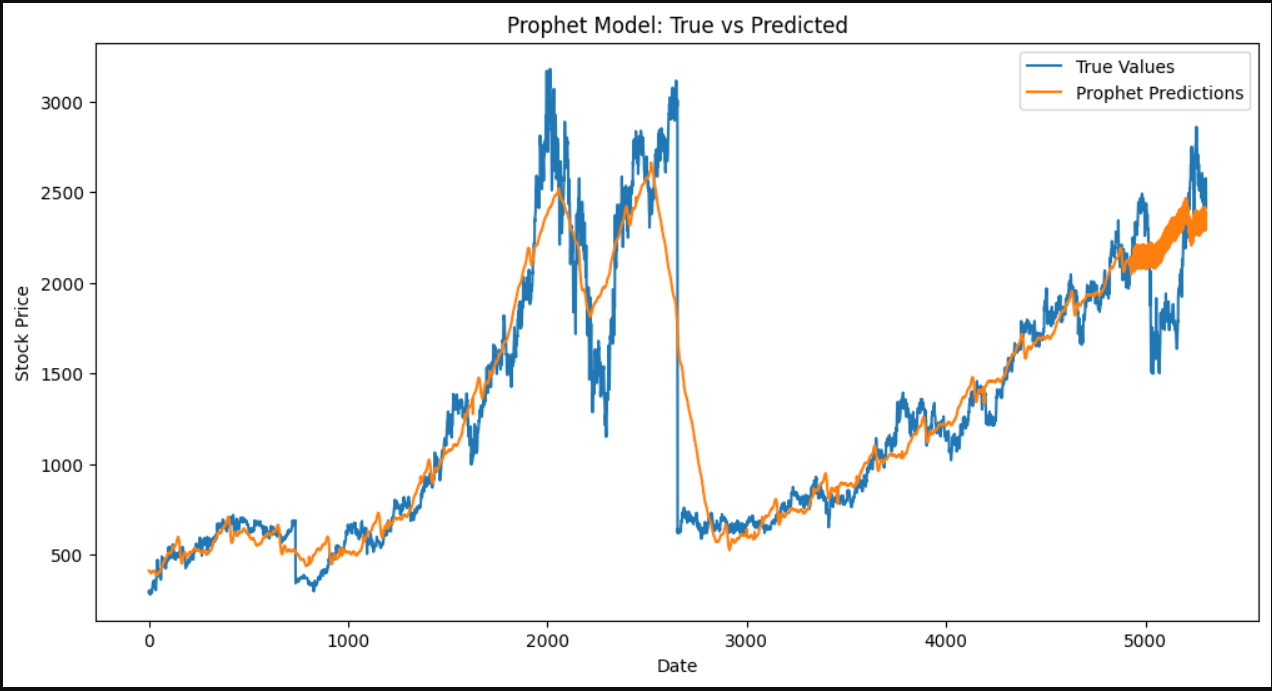 Prophet Model: True vs Predicted
True Values
Prophet Predictions
Stock Price
3000
2500
2000
1500
1000
500
0 1000 2000 3000 4000 5000
Date